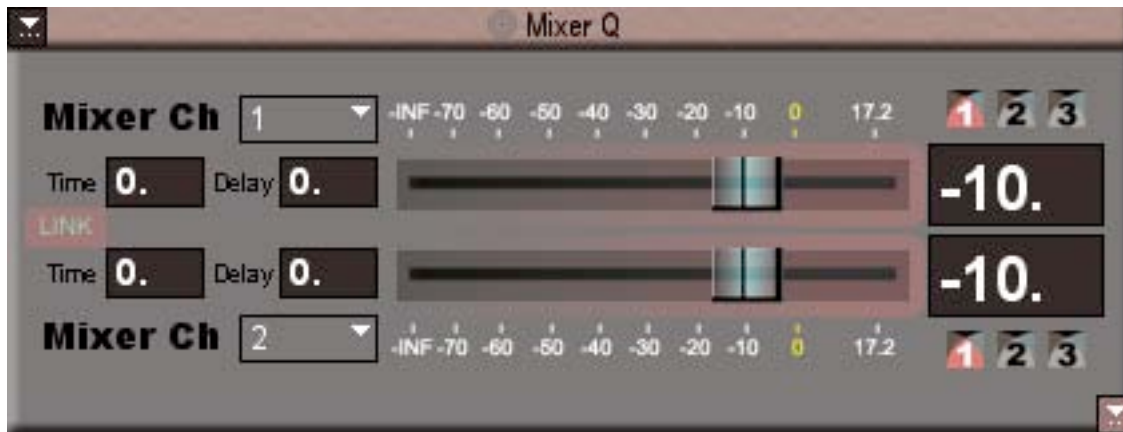 Mixer Q
Mixer Ch 1 -INF -70 -60 -50 -40 -30 -20 -10 0 17.2 1 2 3
Time 0. Delay 0. -10.
LINK
Time 0. Delay 0. -10.
Mixer Ch 2 -INF -70 -60 -50 -40 -30 -20 -10 0 17.2 1 2 3